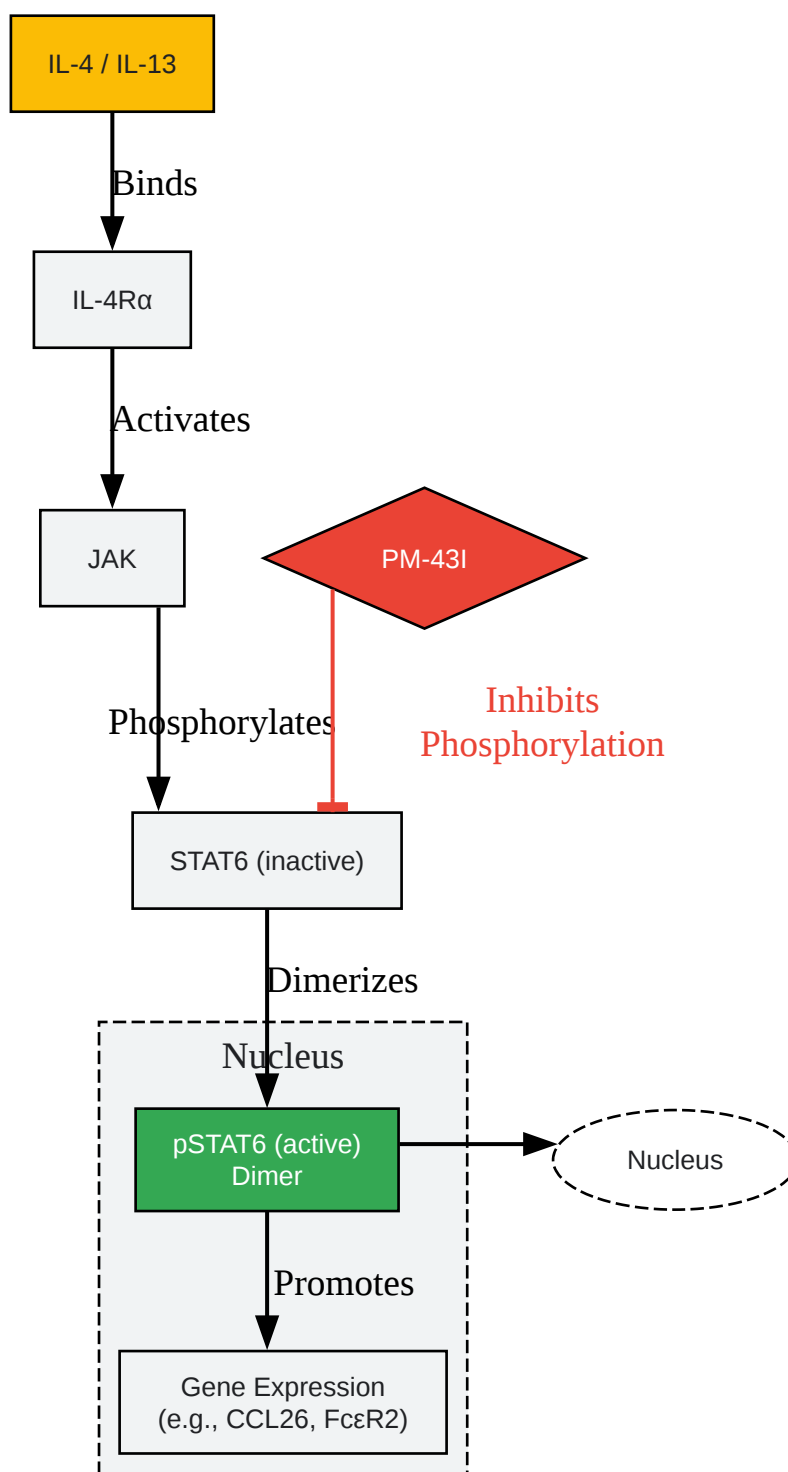 IL-4 / IL-13
Binds
IL-4Rα
Activates
JAK
PM-43I
Phosphorylates
Inhibits
Phosphorylation
STAT6 (inactive)
Dimerizes
Nucleus
pSTAT6 (active)
Dimer
Nucleus
Promotes
Gene Expression
(e.g., CCL26, FcεR2)